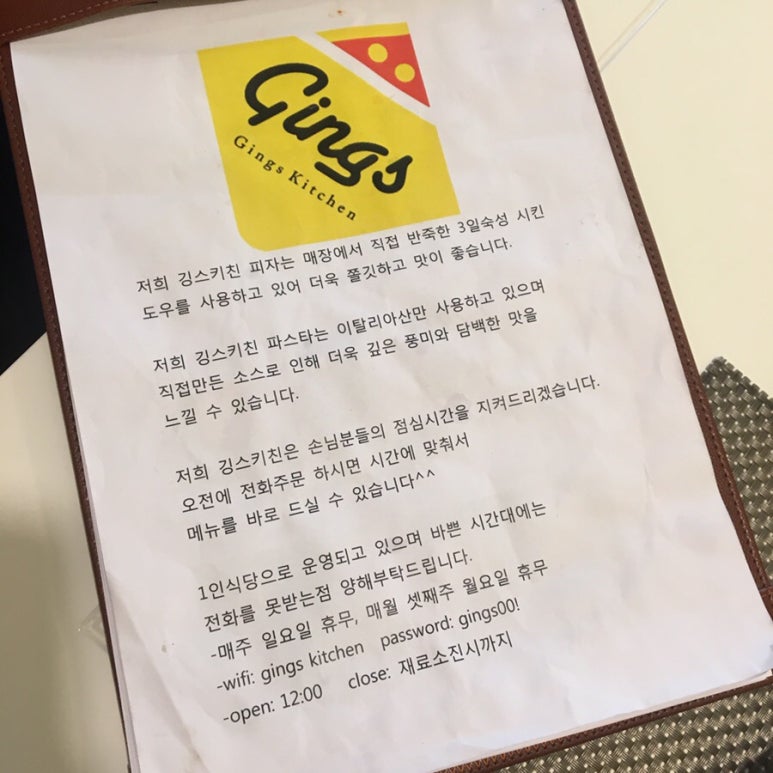 Gings
Gings Kitchen
저희 깅스키친 피자는 매장에서 직접 반죽한 3일숙성 시킨
도우를 사용하고 있어 더욱 쫄깃하고 맛이 좋습니다.
저희 깅스키친 파스타는 이탈리아산만 사용하고 있으며
직접만든 소스로 인해 더욱 깊은 풍미와 담백한 맛을
느낄 수 있습니다.
저희 깅스키친은 손님분들의 점심시간을 지켜드리겠습니다.
오전에 전화주문 하시면 시간에 맞춰서
메뉴를 바로 드실 수 있습니다^^
1인식당으로 운영되고 있으며 바쁜 시간대에는
전화를 못받는점 양해부탁드립니다.
-매주 일요일 휴무, 매월 셋째주 월요일 휴무
-wifi: gings kitchen password: gings00!
-open: 12:00 close: 재료소진시까지